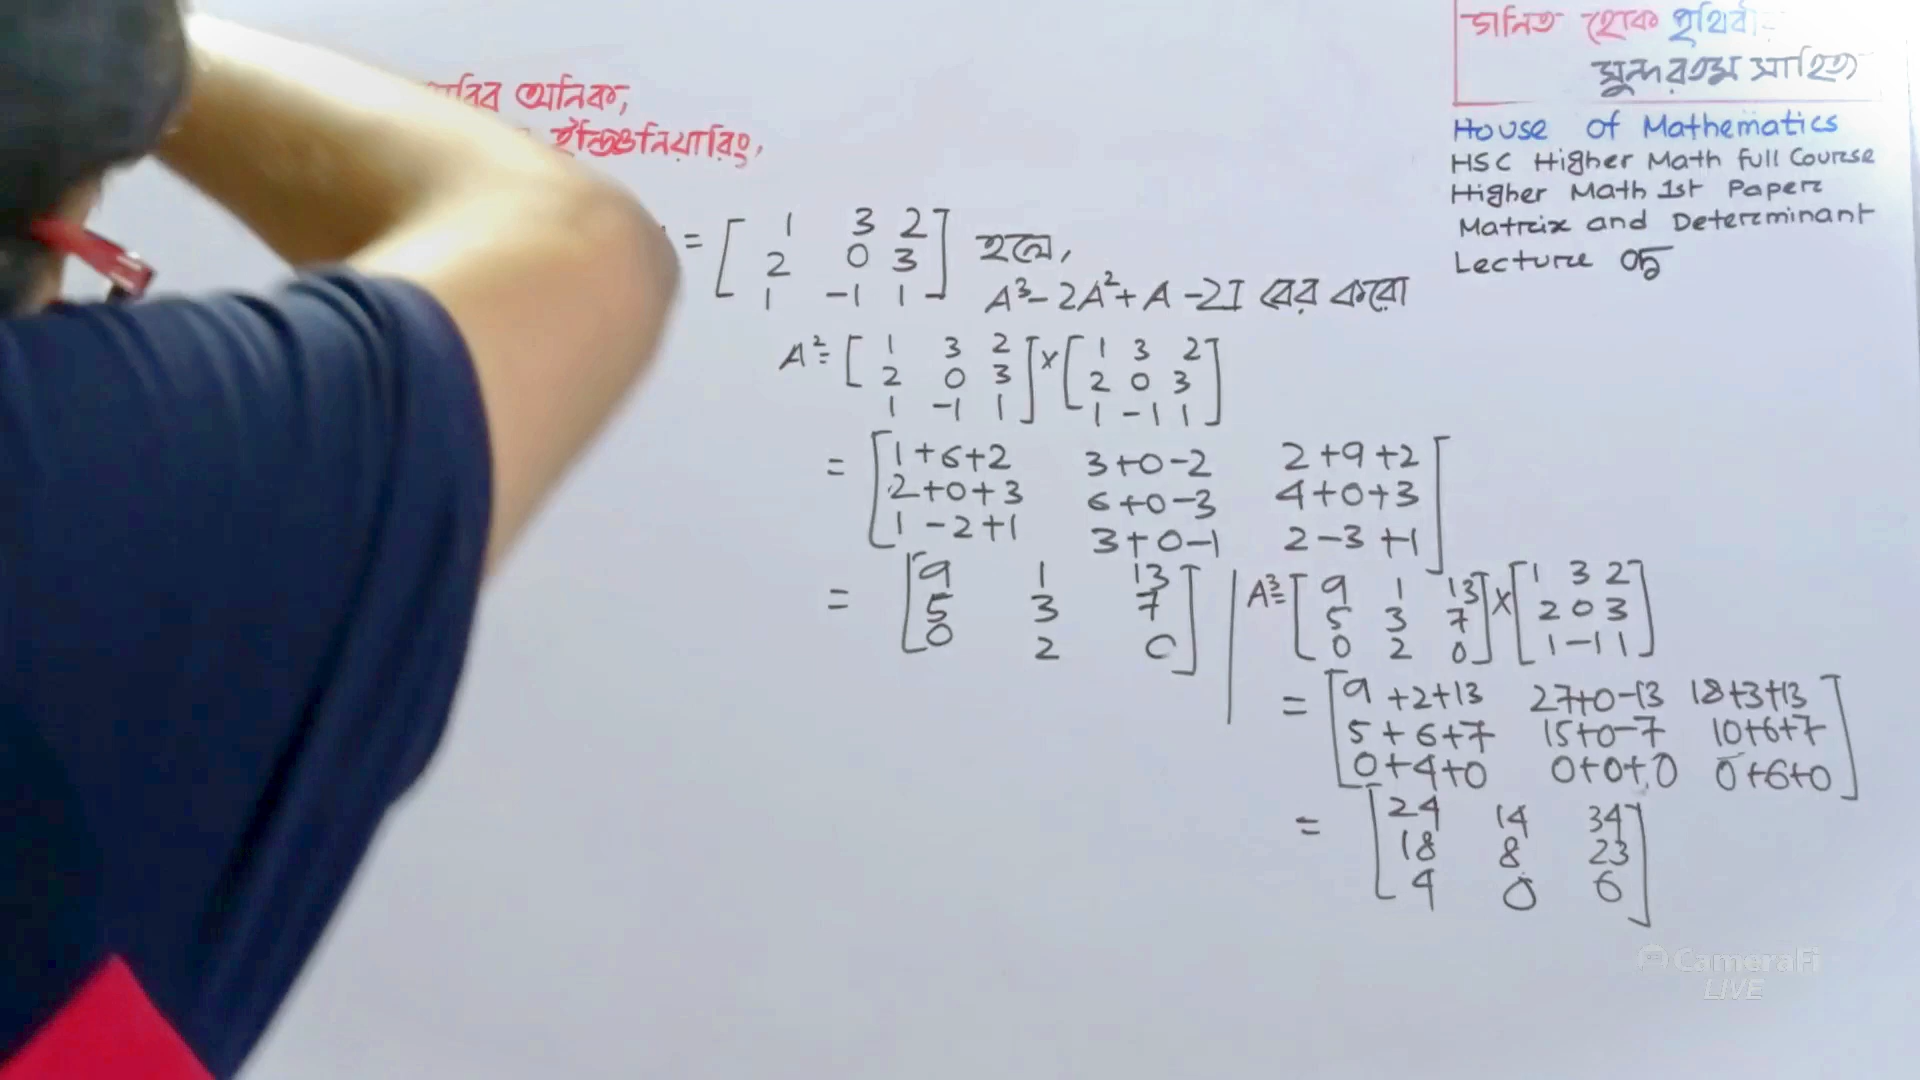 গনিত হোক পৃথিবীর
সুন্দরতম সাহিত্য
House of Mathematics
HSC Higher Math full Course
Higher Math 1st Paper
Matrix and Determinant
Lecture 05
অনিক,
ইন্জিঃনিয়ারিং,
= [ 1 3 2 ] হলে,
2 0 3
1 -1 1
A³-2A²+A-2I বের করো
A² = [ 1 3 2 ] × [ 1 3 2 ]
2 0 3 2 0 3
1 -1 1 1 -1 1
= [ 1+6+2 3+0-2 2+9+2 ]
2+0+3 6+0-3 4+0+3
1-2+1 3+0-1 2-3+1
= [ 9 1 13 ]
5 3 7
0 2 0
A³ = [ 9 1 13 ] × [ 1 3 2 ]
5 3 7 2 0 3
0 2 0 1 -1 1
= [ 9+2+13 27+0-13 18+3+13 ]
5+6+7 15+0-7 10+6+7
0+4+0 0+0+0 0+6+0
= [ 24 14 34 ]
18 8 23
4 0 6
CameraFi
LIVE